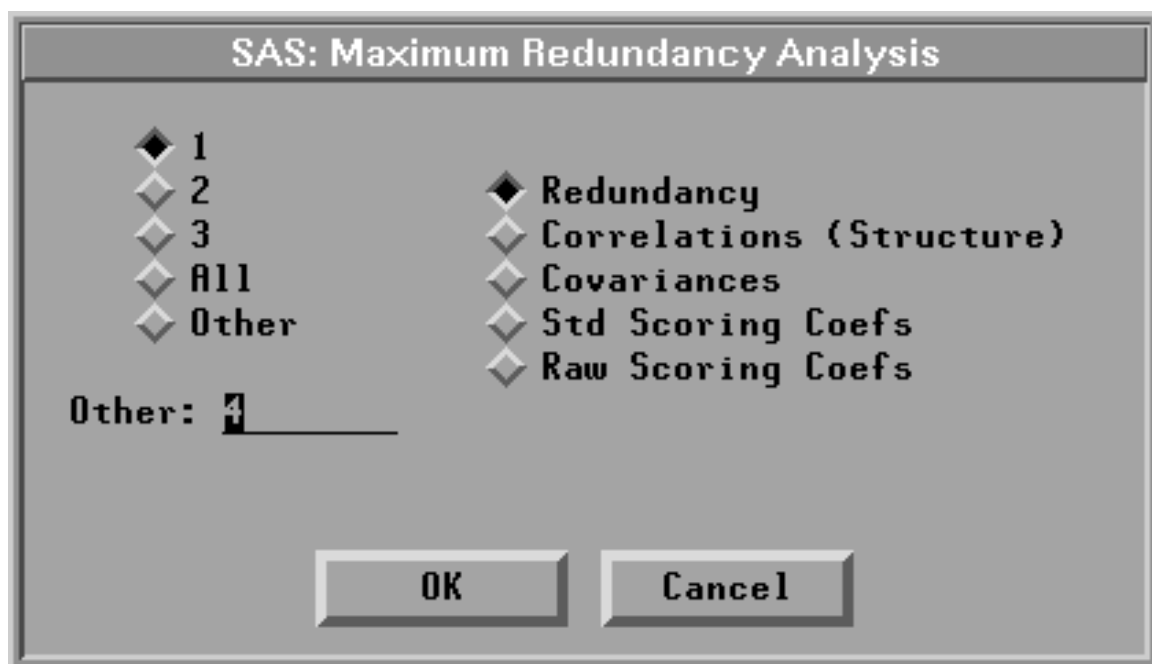 SAS: Maximum Redundancy Analysis
1
2
3
All
Other
Other: 4
Redundancy
Correlations (Structure)
Covariances
Std Scoring Coefs
Raw Scoring Coefs
OK
Cancel